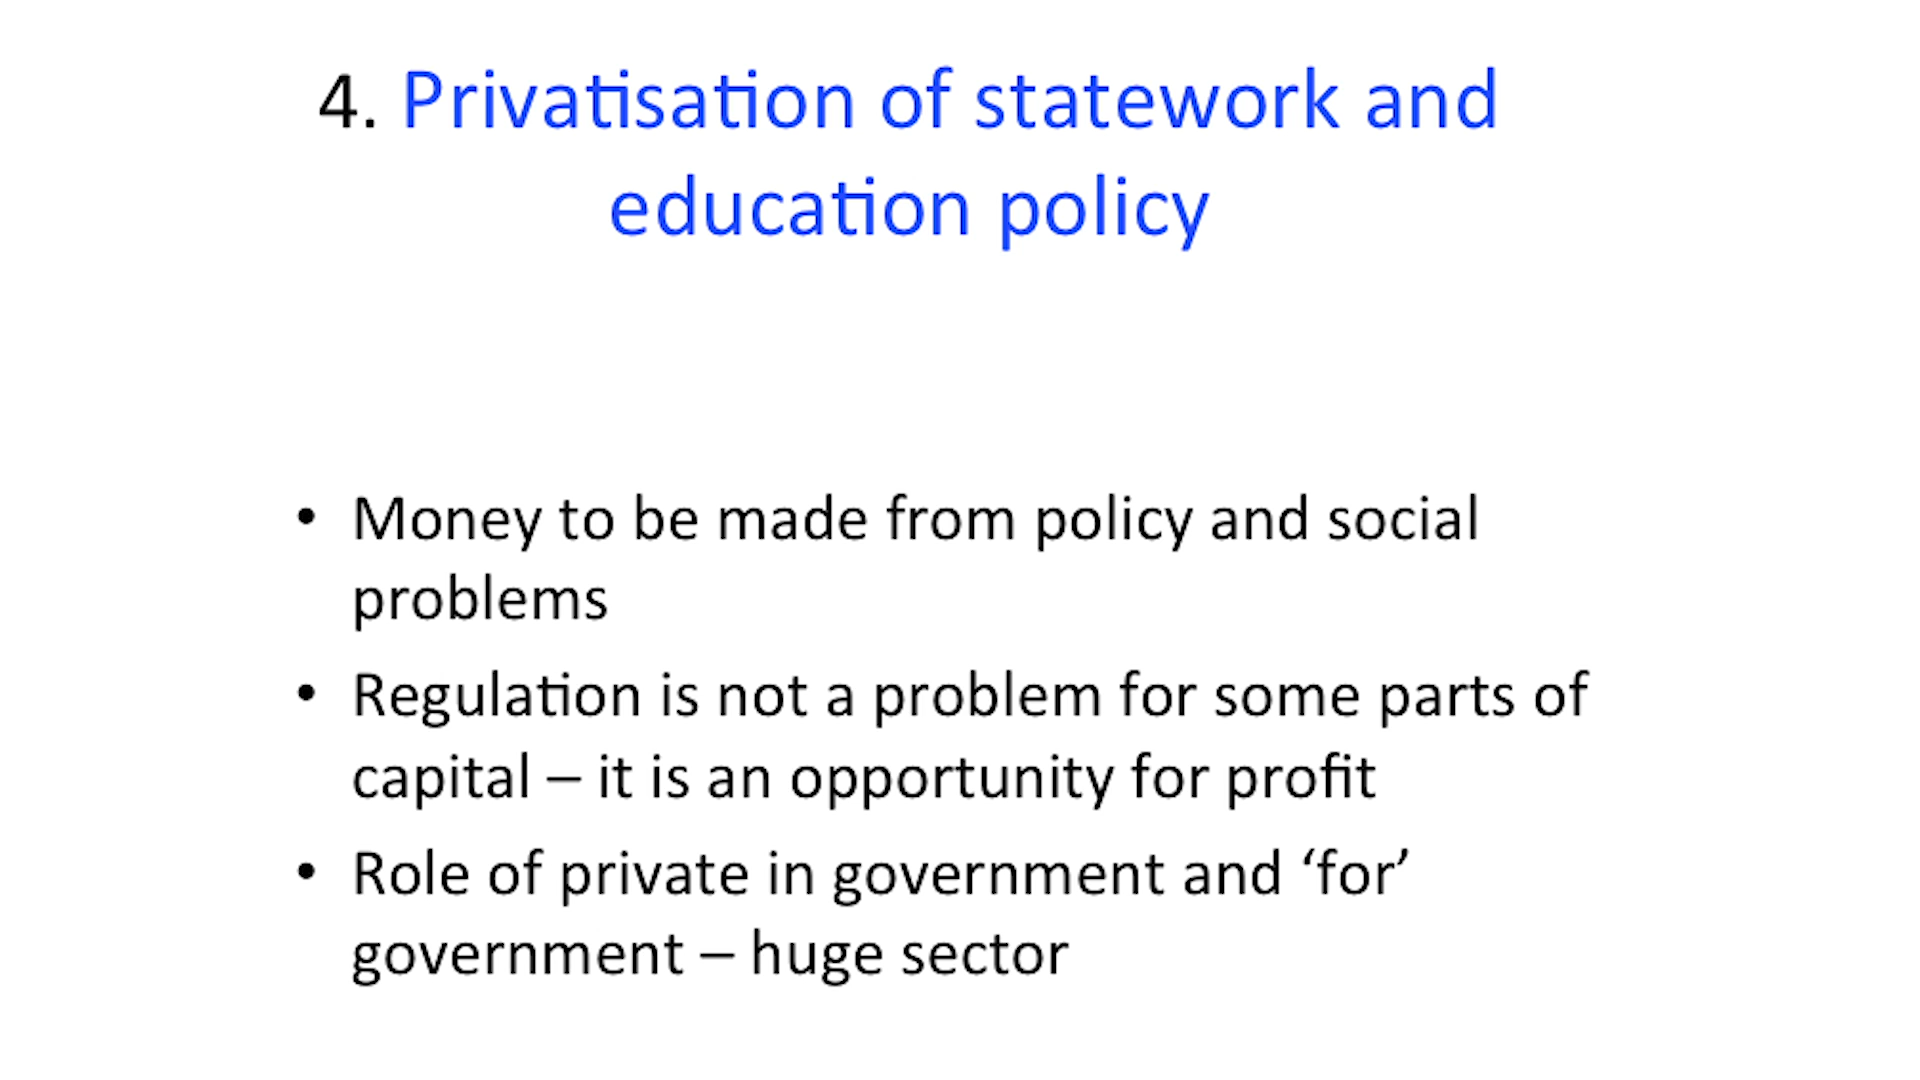 4. Privatisation of statework and
education policy
• Money to be made from policy and social
problems
• Regulation is not a problem for some parts of
capital – it is an opportunity for profit
• Role of private in government and ‘for’
government – huge sector